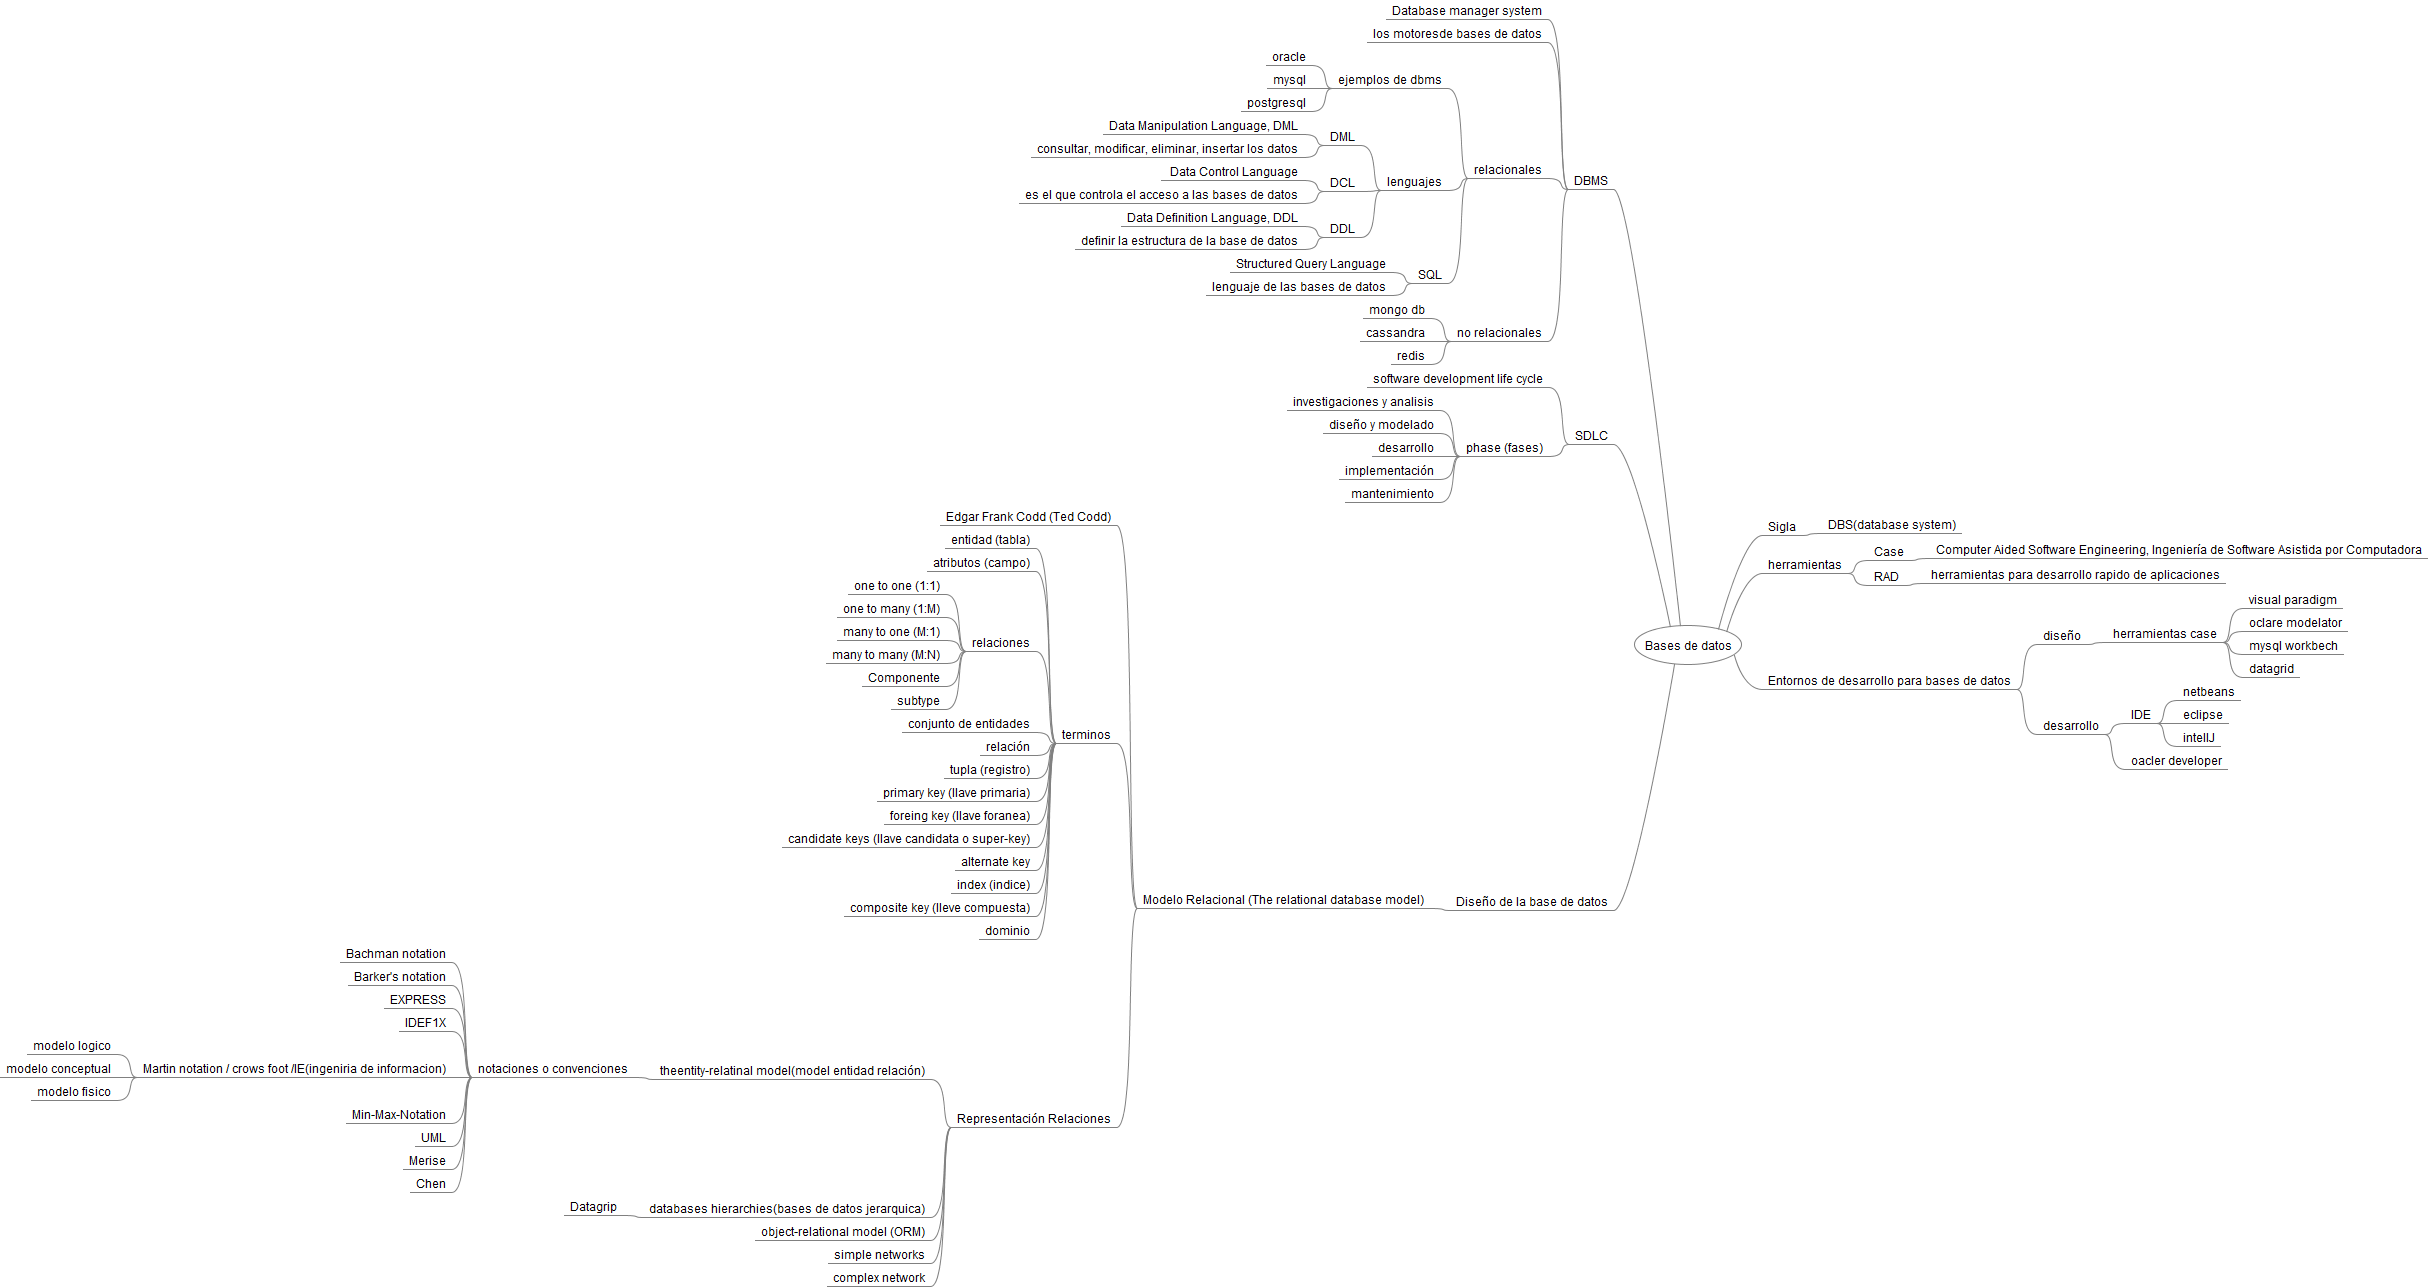 Database manager system
los motoresde bases de datos
oracle
mysql
postgresql
ejemplos de dbms
Data Manipulation Language, DML
consultar, modificar, eliminar, insertar los datos
DML
Data Control Language
es el que controla el acceso a las bases de datos
DCL
Data Definition Language, DDL
definir la estructura de la base de datos
DDL
lenguajes
Structured Query Language
lenguaje de las bases de datos
SQL
relacionales
mongo db
cassandra
redis
no relacionales
DBMS
software development life cycle
investigaciones y analisis
diseño y modelado
desarrollo
implementación
mantenimiento
phase (fases)
SDLC
Edgar Frank Codd (Ted Codd)
entidad (tabla)
atributos (campo)
one to one (1:1)
one to many (1:M)
many to one (M:1)
many to many (M:N)
Componente
subtype
relaciones
conjunto de entidades
relación
tupla (registro)
primary key (llave primaria)
foreing key (llave foranea)
candidate keys (llave candidata o super-key)
alternate key
index (indice)
composite key (lleve compuesta)
dominio
terminos
Modelo Relacional (The relational database model)
Diseño de la base de datos
Bachman notation
Barker's notation
EXPRESS
IDEF1X
modelo logico
modelo conceptual
modelo fisico
Martin notation / crows foot /IE(ingeniria de informacion)
Min-Max-Notation
UML
Merise
Chen
notaciones o convenciones
theentity-relatinal model(model entidad relación)
Representación Relaciones
Datagrip
databases hierarchies(bases de datos jerarquica)
object-relational model (ORM)
simple networks
complex network
Bases de datos
Sigla
DBS(database system)
herramientas
Case
Computer Aided Software Engineering, Ingeniería de Software Asistida por Computadora
RAD
herramientas para desarrollo rapido de aplicaciones
Entornos de desarrollo para bases de datos
diseño
herramientas case
visual paradigm
oclare modelator
mysql workbech
datagrid
desarrollo
IDE
netbeans
eclipse
intellJ
oacler developer